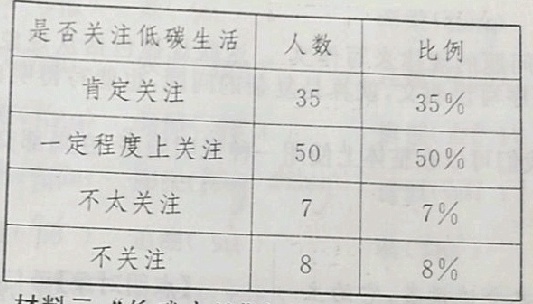 是否关注低碳生活 人数 比例
肯定关注 35 35%
一定程度上关注 50 50%
不太关注 7 7%
不关注 8 8%